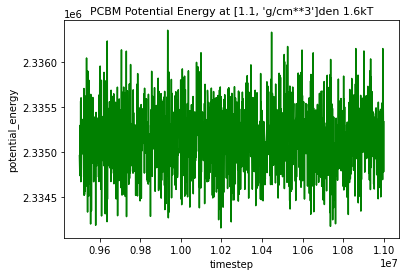 PCBM Potential Energy at [1.1, 'g/cm**3']den 1.6kT
1e6
2.3360
2.3355
2.3350
2.3345
potential_energy
0.96 0.98 1.00 1.02 1.04 1.06 1.08 1.10
timestep
1e7